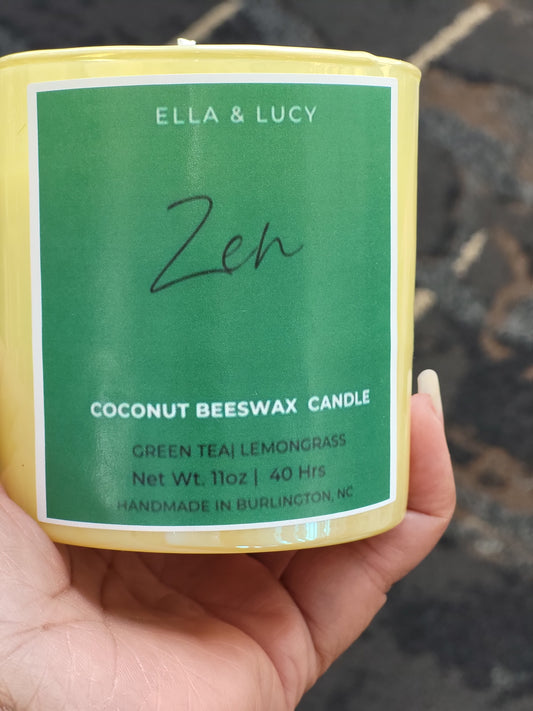 ELLA & LUCY
Zen
COCONUT BEESWAX CANDLE
GREEN TEA| LEMONGRASS
Net Wt. 11oz | 40 Hrs
HANDMADE IN BURLINGTON, NC